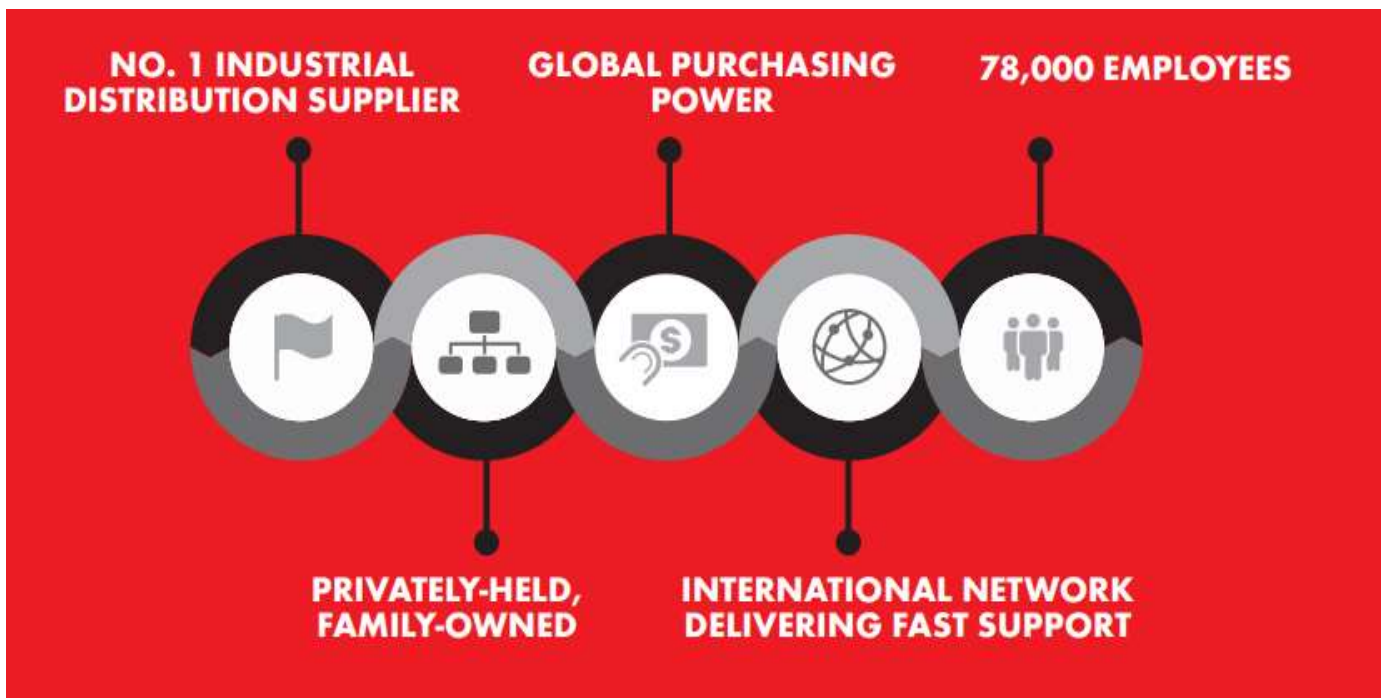 NO. 1 INDUSTRIAL
DISTRIBUTION SUPPLIER
GLOBAL PURCHASING
POWER
78,000 EMPLOYEES
$
PRIVATELY-HELD,
FAMILY-OWNED
INTERNATIONAL NETWORK
DELIVERING FAST SUPPORT